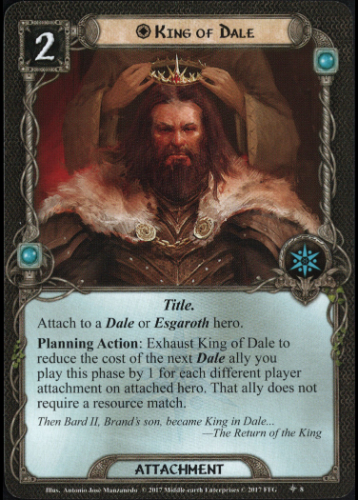 2
King of Dale
Title.
Attach to a Dale or Esgaroth hero.
Planning Action: Exhaust King of Dale to
reduce the cost of the next Dale ally you
play this phase by 1 for each different player
attachment on attached hero. That ally does not
require a resource match.
Then Bard II, Brand's son, became King in Dale...
—The Return of the King
ATTACHMENT
Illus. Antonio José Manzanedo © 2017 Middle-earth Enterprises © 2017 FFG 8